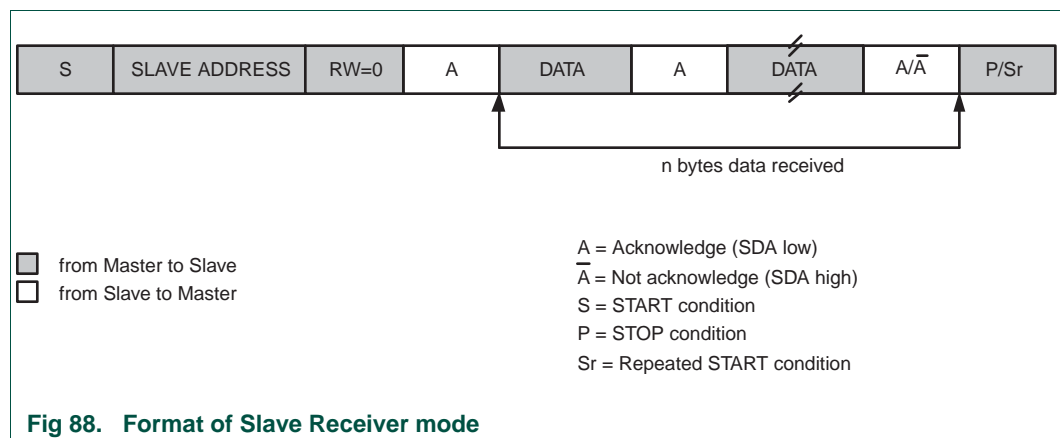 S SLAVE ADDRESS RW=0 A DATA A DATA A/A̅ P/Sr
n bytes data received
from Master to Slave
from Slave to Master
A = Acknowledge (SDA low)
A̅ = Not acknowledge (SDA high)
S = START condition
P = STOP condition
Sr = Repeated START condition
Fig 88. Format of Slave Receiver mode